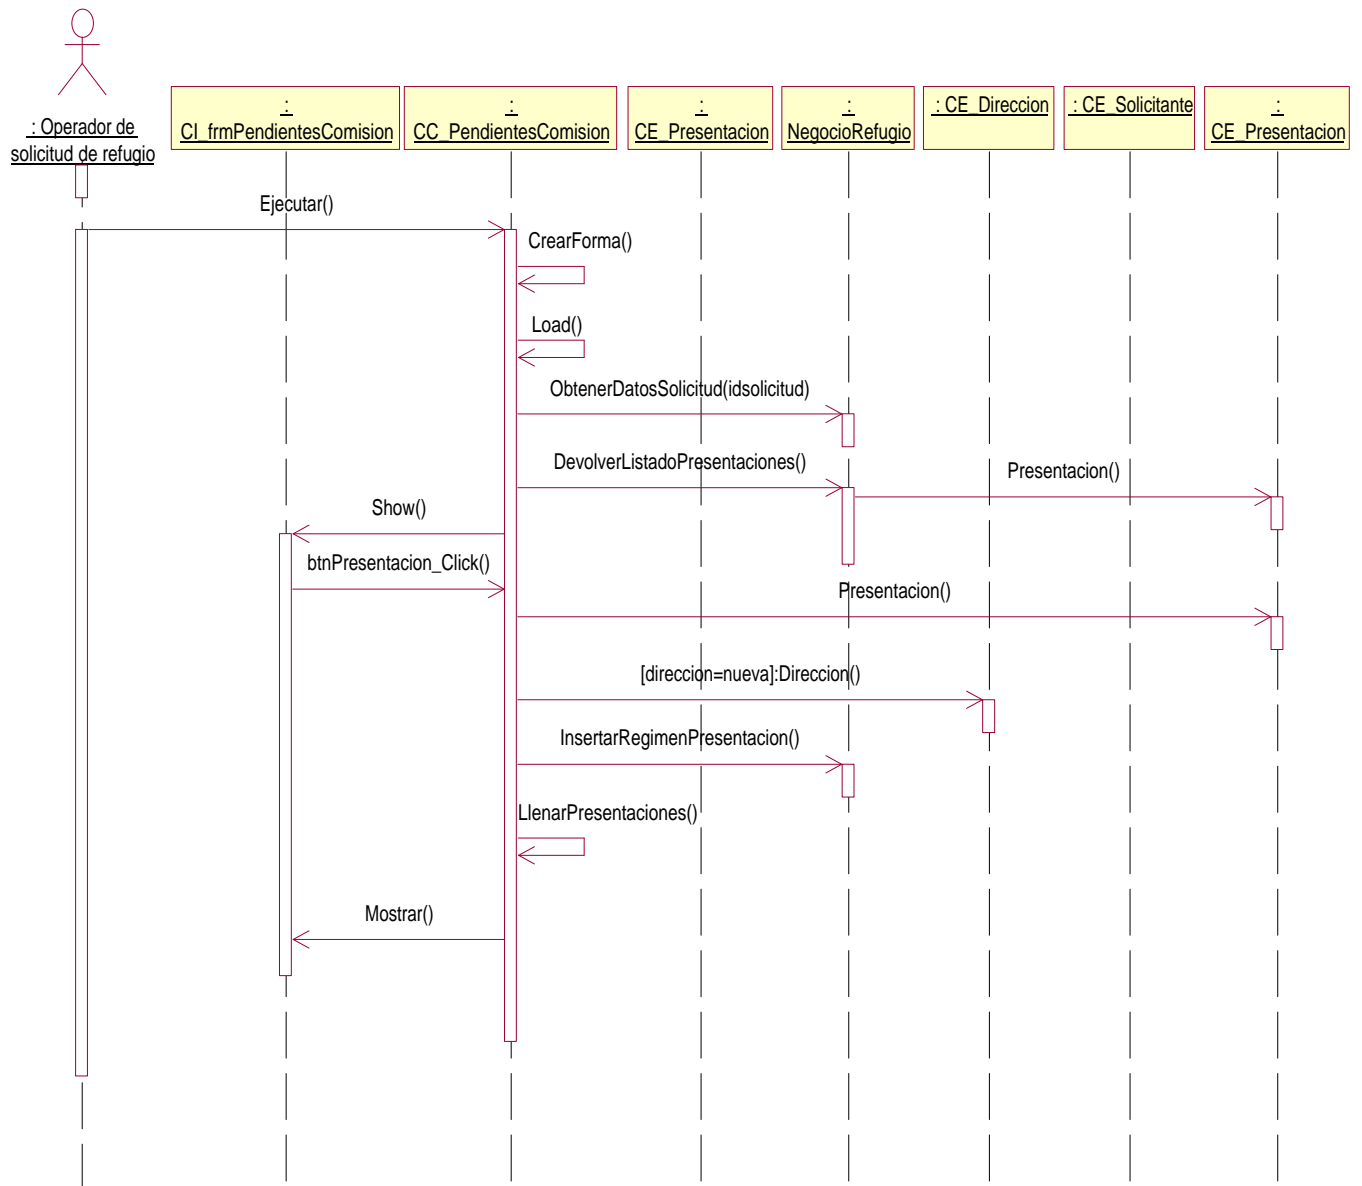 : Operador de
solicitud de refugio
:
CI_frmPendientesComision
:
CC_PendientesComision
:
CE_Presentacion
:
NegocioRefugio
: CE_Direccion
: CE_Solicitante
:
CE_Presentacion
Ejecutar()
CrearForma()
Load()
ObtenerDatosSolicitud(idsolicitud)
DevolverListadoPresentaciones()
Presentacion()
Show()
btnPresentacion_Click()
Presentacion()
[direccion=nueva]:Direccion()
InsertarRegimenPresentacion()
LlenarPresentaciones()
Mostrar()